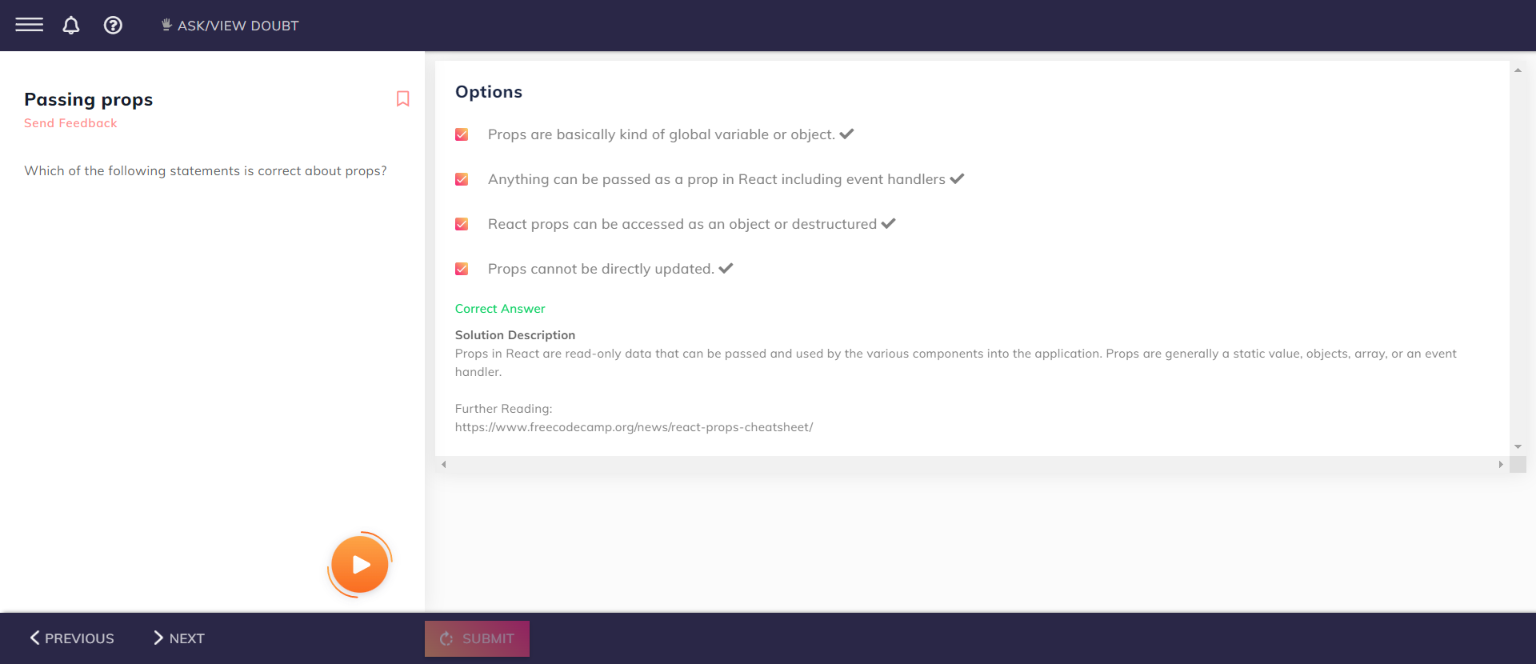 ASK/VIEW DOUBT
Passing props
Send Feedback
Which of the following statements is correct about props?
Options
Props are basically kind of global variable or object.
Anything can be passed as a prop in React including event handlers
React props can be accessed as an object or destructured
Props cannot be directly updated.
Correct Answer
Solution Description
Props in React are read-only data that can be passed and used by the various components into the application. Props are generally a static value, objects, array, or an event
handler.
Further Reading:
https://www.freecodecamp.org/news/react-props-cheatsheet/
PREVIOUS
NEXT
SUBMIT